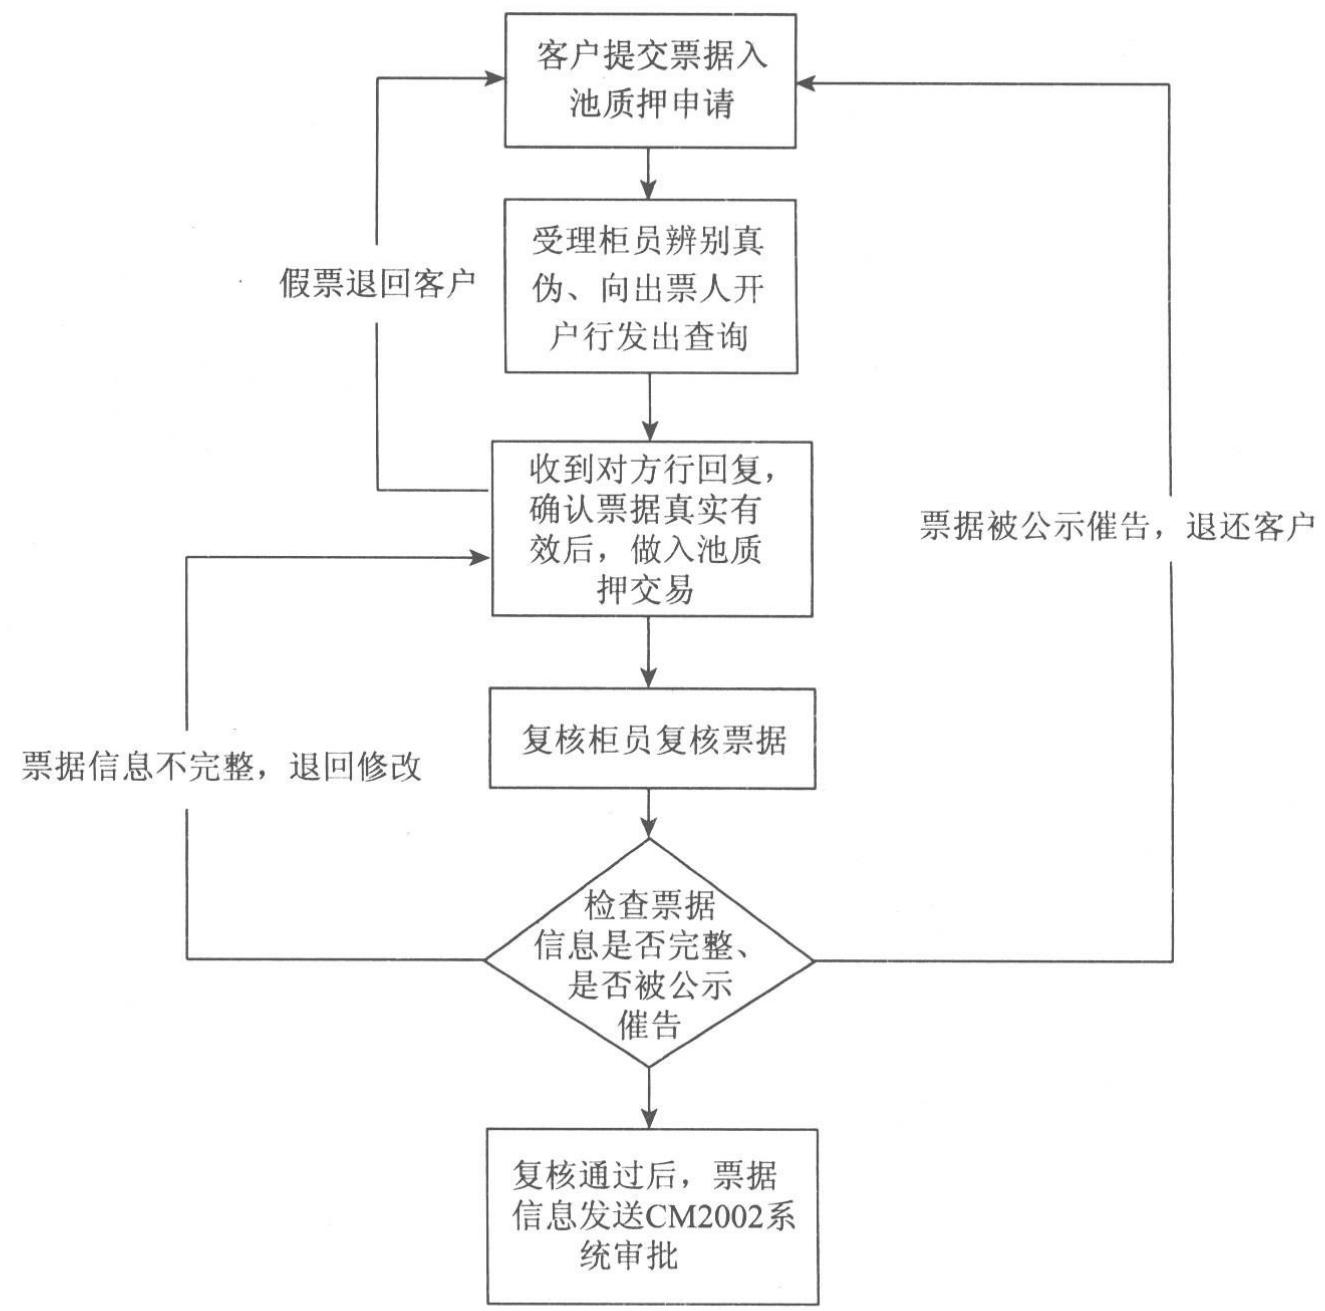 客户提交票据入
池质押申请
受理柜员辨别真
伪、向出票人开
户行发出查询
假票退回客户
收到对方行回复，
确认票据真实有
效后，做入池质
押交易
票据被公示催告，退还客户
复核柜员复核票据
票据信息不完整，退回修改
检查票据
信息是否完整、
是否被公示
催告
复核通过后，票据
信息发送CM2002系
统审批